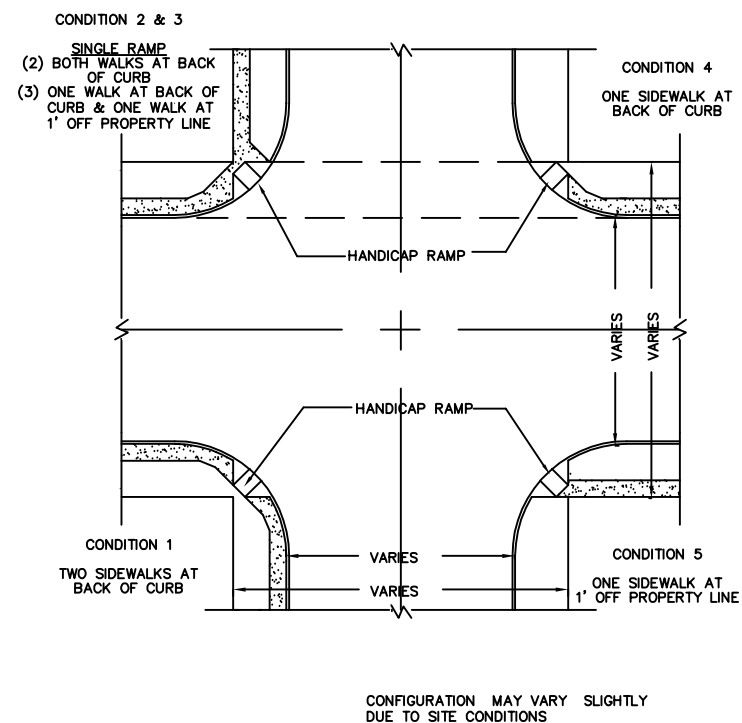 CONDITION 2 & 3
SINGLE RAMP
(2) BOTH WALKS AT BACK
OF CURB
(3) ONE WALK AT BACK OF
CURB & ONE WALK AT
1' OFF PROPERTY LINE
CONDITION 4
ONE SIDEWALK AT
BACK OF CURB
HANDICAP RAMP
VARIES
VARIES
HANDICAP RAMP
CONDITION 1
TWO SIDEWALKS AT
BACK OF CURB
VARIES
VARIES
CONDITION 5
ONE SIDEWALK AT
1' OFF PROPERTY LINE
CONFIGURATION MAY VARY SLIGHTLY
DUE TO SITE CONDITIONS